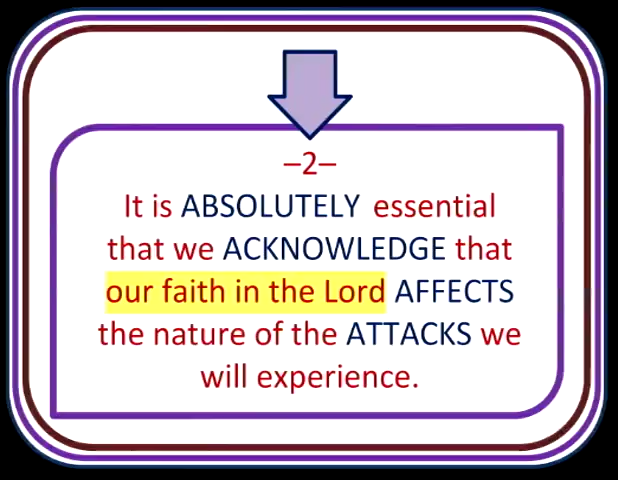 –2–
It is ABSOLUTELY essential
that we ACKNOWLEDGE that
our faith in the Lord AFFECTS
the nature of the ATTACKS we
will experience.